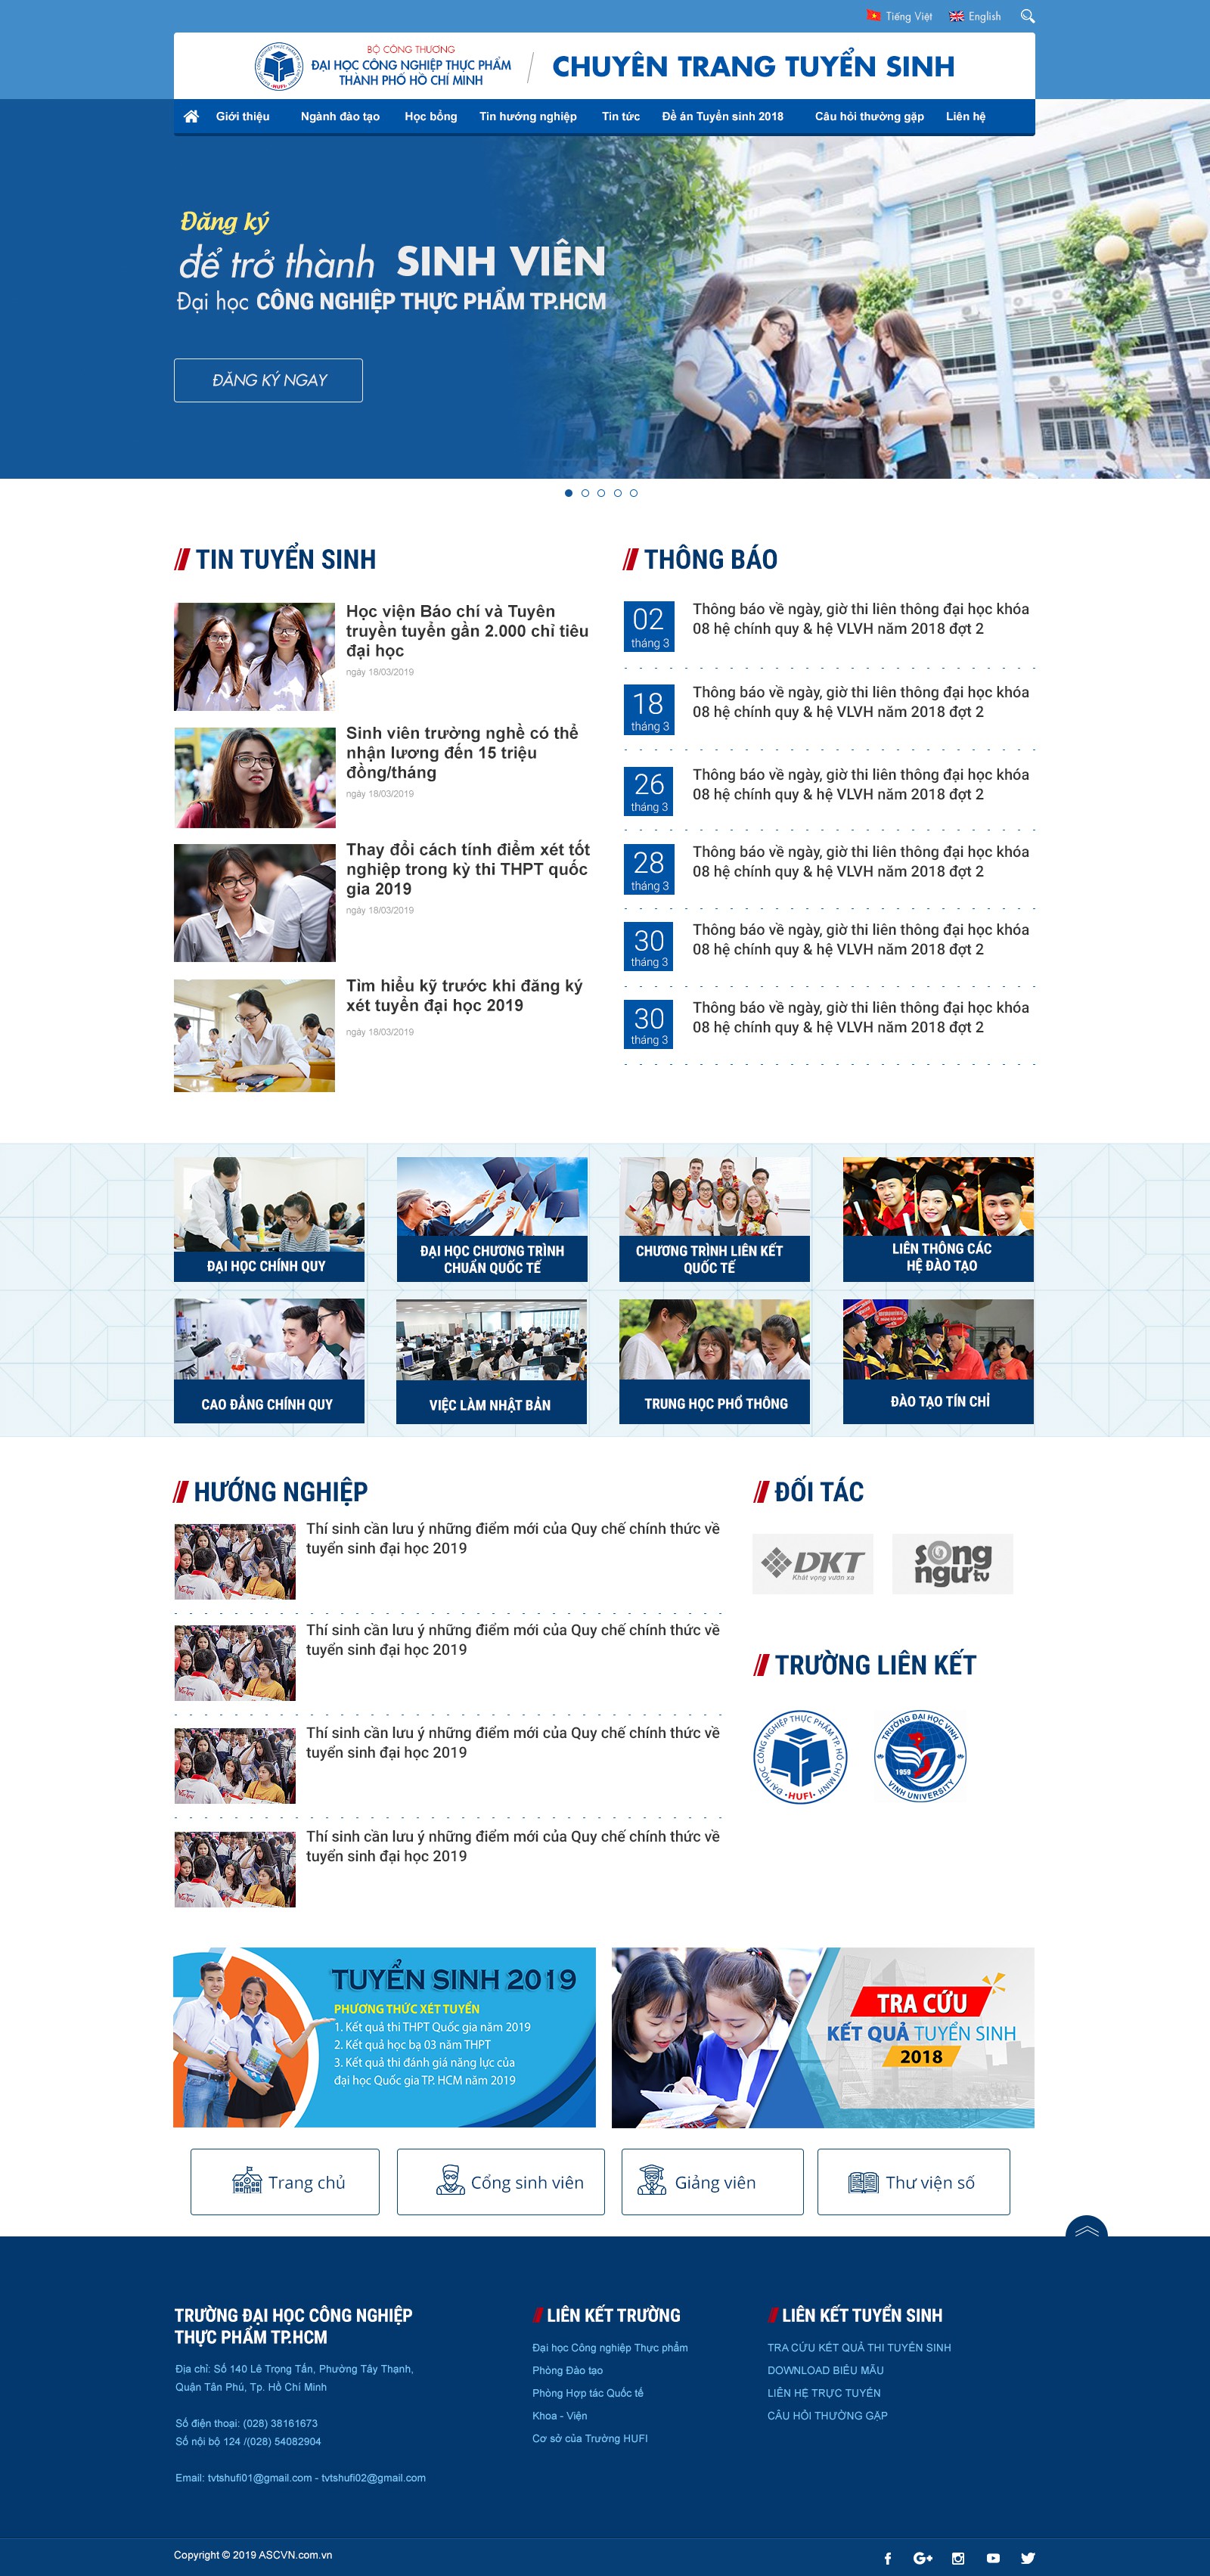 Tiếng Việt
English
BỘ CÔNG THƯƠNG
ĐẠI HỌC CÔNG NGHIỆP THỰC PHẨM
THÀNH PHỐ HỒ CHÍ MINH
HUFI
CHUYÊN TRANG TUYỂN SINH
Giới thiệu
Ngành đào tạo
Học bổng
Tin hướng nghiệp
Tin tức
Đề án Tuyển sinh 2018
Câu hỏi thường gặp
Liên hệ
Đăng ký
để trở thành SINH VIÊN
Đại học CÔNG NGHIỆP THỰC PHẨM TP.HCM
ĐĂNG KÝ NGAY
TIN TUYỂN SINH
Học viện Báo chí và Tuyên
truyền tuyển gần 2.000 chỉ tiêu
đại học
ngày 18/03/2019
Sinh viên trường nghề có thể
nhận lương đến 15 triệu
đồng/tháng
ngày 18/03/2019
Thay đổi cách tính điểm xét tốt
nghiệp trong kỳ thi THPT quốc
gia 2019
ngày 18/03/2019
Tìm hiểu kỹ trước khi đăng ký
xét tuyển đại học 2019
ngày 18/03/2019
THÔNG BÁO
02
tháng 3
Thông báo về ngày, giờ thi liên thông đại học khóa
08 hệ chính quy & hệ VLVH năm 2018 đợt 2
18
tháng 3
Thông báo về ngày, giờ thi liên thông đại học khóa
08 hệ chính quy & hệ VLVH năm 2018 đợt 2
26
tháng 3
Thông báo về ngày, giờ thi liên thông đại học khóa
08 hệ chính quy & hệ VLVH năm 2018 đợt 2
28
tháng 3
Thông báo về ngày, giờ thi liên thông đại học khóa
08 hệ chính quy & hệ VLVH năm 2018 đợt 2
30
tháng 3
Thông báo về ngày, giờ thi liên thông đại học khóa
08 hệ chính quy & hệ VLVH năm 2018 đợt 2
30
tháng 3
Thông báo về ngày, giờ thi liên thông đại học khóa
08 hệ chính quy & hệ VLVH năm 2018 đợt 2
ĐẠI HỌC CHÍNH QUY
ĐẠI HỌC CHƯƠNG TRÌNH
CHUẨN QUỐC TẾ
CHƯƠNG TRÌNH LIÊN KẾT
QUỐC TẾ
LIÊN THÔNG CÁC
HỆ ĐÀO TẠO
CAO ĐẲNG CHÍNH QUY
VIỆC LÀM NHẬT BẢN
TRUNG HỌC PHỔ THÔNG
ĐÀO TẠO TÍN CHỈ
HƯỚNG NGHIỆP
Thí sinh cần lưu ý những điểm mới của Quy chế chính thức về
tuyển sinh đại học 2019
Thí sinh cần lưu ý những điểm mới của Quy chế chính thức về
tuyển sinh đại học 2019
Thí sinh cần lưu ý những điểm mới của Quy chế chính thức về
tuyển sinh đại học 2019
Thí sinh cần lưu ý những điểm mới của Quy chế chính thức về
tuyển sinh đại học 2019
ĐỐI TÁC
DKT
Khát vọng vươn xa
song
ngư tv
TRƯỜNG LIÊN KẾT
ĐẠI HỌC CÔNG NGHIỆP THỰC PHẨM TP. HỒ CHÍ MINH
HUFI
TRƯỜNG ĐẠI HỌC VINH
1959
VINH UNIVERSITY
TUYỂN SINH 2019
PHƯƠNG THỨC XÉT TUYỂN
1. Kết quả thi THPT Quốc gia năm 2019
2. Kết quả học bạ 03 năm THPT
3. Kết quả thi đánh giá năng lực của
đại học Quốc gia TP. HCM năm 2019
TRA CỨU
KẾT QUẢ TUYỂN SINH
2018
Trang chủ
Cổng sinh viên
Giảng viên
Thư viện số
TRƯỜNG ĐẠI HỌC CÔNG NGHIỆP
THỰC PHẨM TP.HCM
Địa chỉ: Số 140 Lê Trọng Tấn, Phường Tây Thạnh,
Quận Tân Phú, Tp. Hồ Chí Minh
Số điện thoại: (028) 38161673
Số nội bộ 124 /(028) 54082904
Email: tvtshufi01@gmail.com - tvtshufi02@gmail.com
LIÊN KẾT TRƯỜNG
Đại học Công nghiệp Thực phẩm
Phòng Đào tạo
Phòng Hợp tác Quốc tế
Khoa - Viện
Cơ sở của Trường HUFI
LIÊN KẾT TUYỂN SINH
TRA CỨU KẾT QUẢ THI TUYỂN SINH
DOWNLOAD BIỂU MẪU
LIÊN HỆ TRỰC TUYẾN
CÂU HỎI THƯỜNG GẶP
Copyright © 2019 ASCVN.com.vn